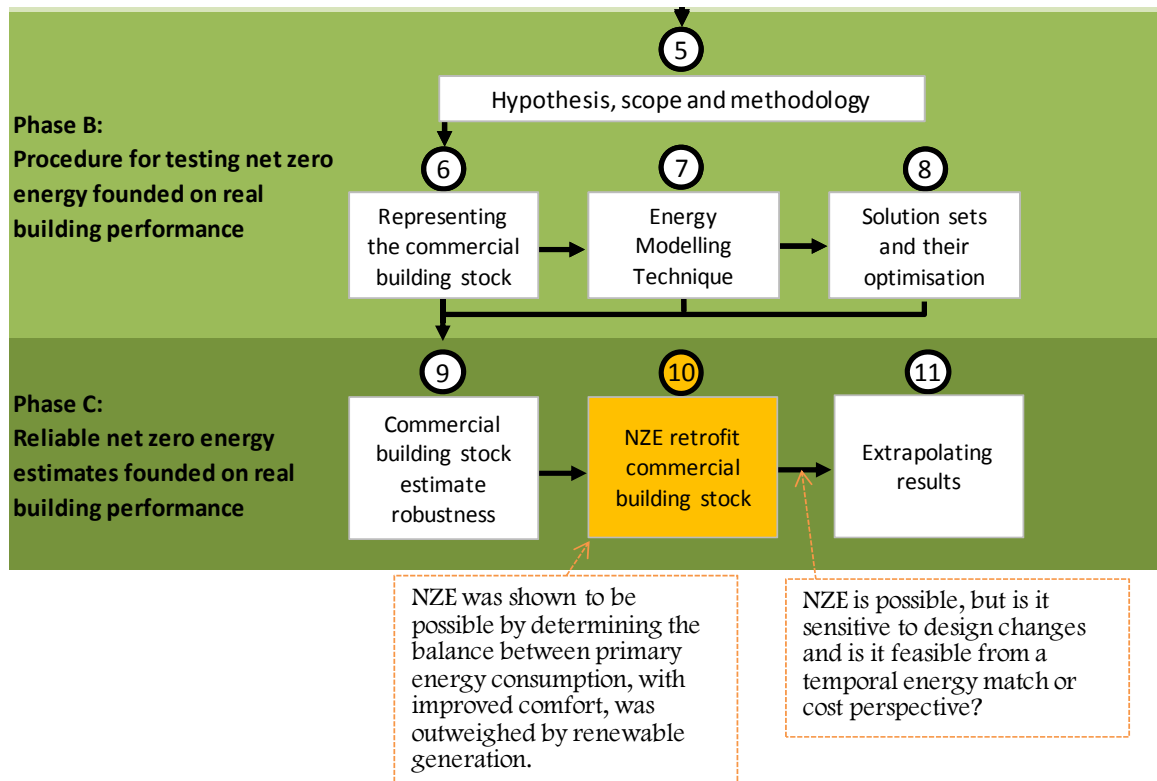 5
Hypothesis, scope and methodology
Phase B:
Procedure for testing net zero
energy founded on real
building performance
6
Representing
the commercial
building stock
7
Energy
Modelling
Technique
8
Solution sets
and their
optimisation
Phase C:
Reliable net zero energy
estimates founded on real
building performance
9
Commercial
building stock
estimate
robustness
10
NZE retrofit
commercial
building stock
11
Extrapolating
results
NZE was shown to be
possible by determining the
balance between primary
energy consumption, with
improved comfort, was
outweighed by renewable
generation.
NZE is possible, but is it
sensitive to design changes
and is it feasible from a
temporal energy match or
cost perspective?